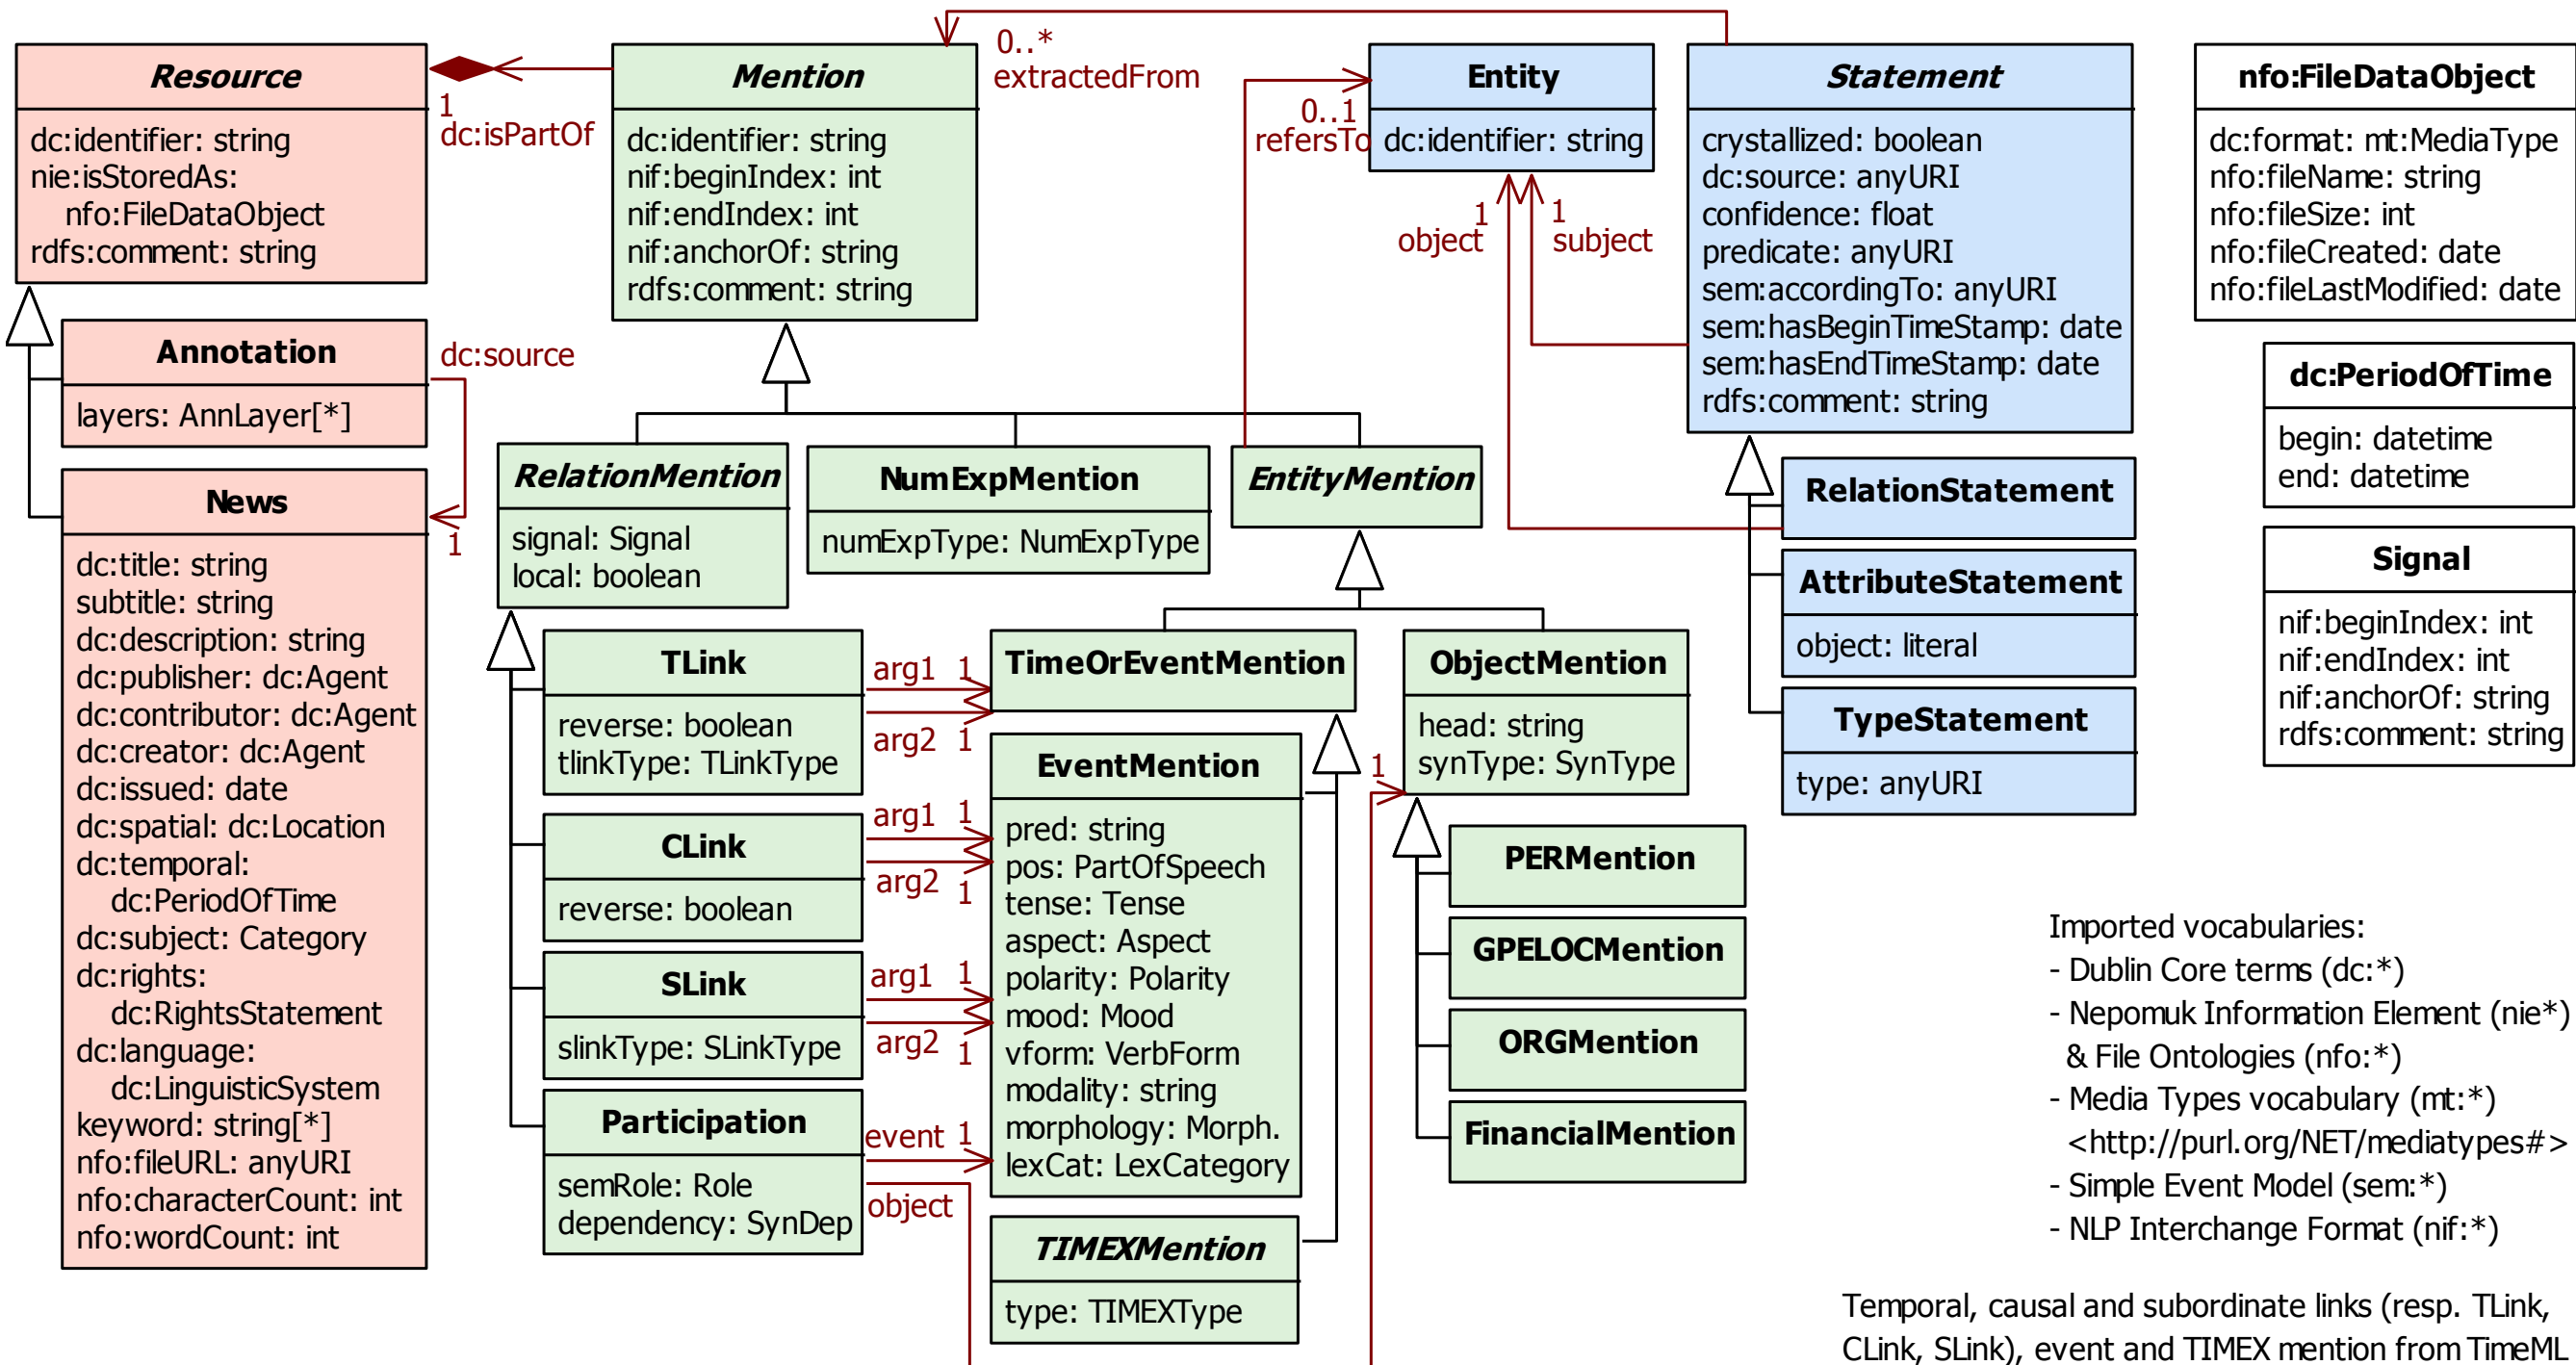 Resource
dc:identifier: string
nie:isStoredAs:
nfo:FileDataObject
rdfs:comment: string
1
dc:isPartOf
Annotation
layers: AnnLayer[*]
dc:source
1
News
dc:title: string
subtitle: string
dc:description: string
dc:publisher: dc:Agent
dc:contributor: dc:Agent
dc:creator: dc:Agent
dc:issued: date
dc:spatial: dc:Location
dc:temporal:
dc:PeriodOfTime
dc:subject: Category
dc:rights:
dc:RightsStatement
dc:language:
dc:LinguisticSystem
keyword: string[*]
nfo:fileURL: anyURI
nfo:characterCount: int
nfo:wordCount: int
Mention
dc:identifier: string
nif:beginIndex: int
nif:endIndex: int
nif:anchorOf: string
rdfs:comment: string
0..*
extractedFrom
RelationMention
signal: Signal
local: boolean
NumExpMention
numExpType: NumExpType
EntityMention
0..1
refersTo
TLink
reverse: boolean
tlinkType: TLinkType
arg1 1
arg2 1
CLink
reverse: boolean
arg1 1
arg2 1
SLink
slinkType: SLinkType
arg1 1
arg2 1
Participation
semRole: Role
dependency: SynDep
event 1
object
1
TimeOrEventMention
EventMention
pred: string
pos: PartOfSpeech
tense: Tense
aspect: Aspect
polarity: Polarity
mood: Mood
vform: VerbForm
modality: string
morphology: Morph.
lexCat: LexCategory
TIMEXMention
type: TIMEXType
ObjectMention
head: string
synType: SynType
PERMention
GPELOCMention
ORGMention
FinancialMention
Entity
dc:identifier: string
1
object
1
subject
Statement
crystallized: boolean
dc:source: anyURI
confidence: float
predicate: anyURI
sem:accordingTo: anyURI
sem:hasBeginTimeStamp: date
sem:hasEndTimeStamp: date
rdfs:comment: string
RelationStatement
AttributeStatement
object: literal
TypeStatement
type: anyURI
nfo:FileDataObject
dc:format: mt:MediaType
nfo:fileName: string
nfo:fileSize: int
nfo:fileCreated: date
nfo:fileLastModified: date
dc:PeriodOfTime
begin: datetime
end: datetime
Signal
nif:beginIndex: int
nif:endIndex: int
nif:anchorOf: string
rdfs:comment: string
Imported vocabularies:
- Dublin Core terms (dc:*)
- Nepomuk Information Element (nie*)
& File Ontologies (nfo:*)
- Media Types vocabulary (mt:*)
<http://purl.org/NET/mediatypes#>
- Simple Event Model (sem:*)
- NLP Interchange Format (nif:*)
Temporal, causal and subordinate links (resp. TLink,
CLink, SLink), event and TIMEX mention from TimeML